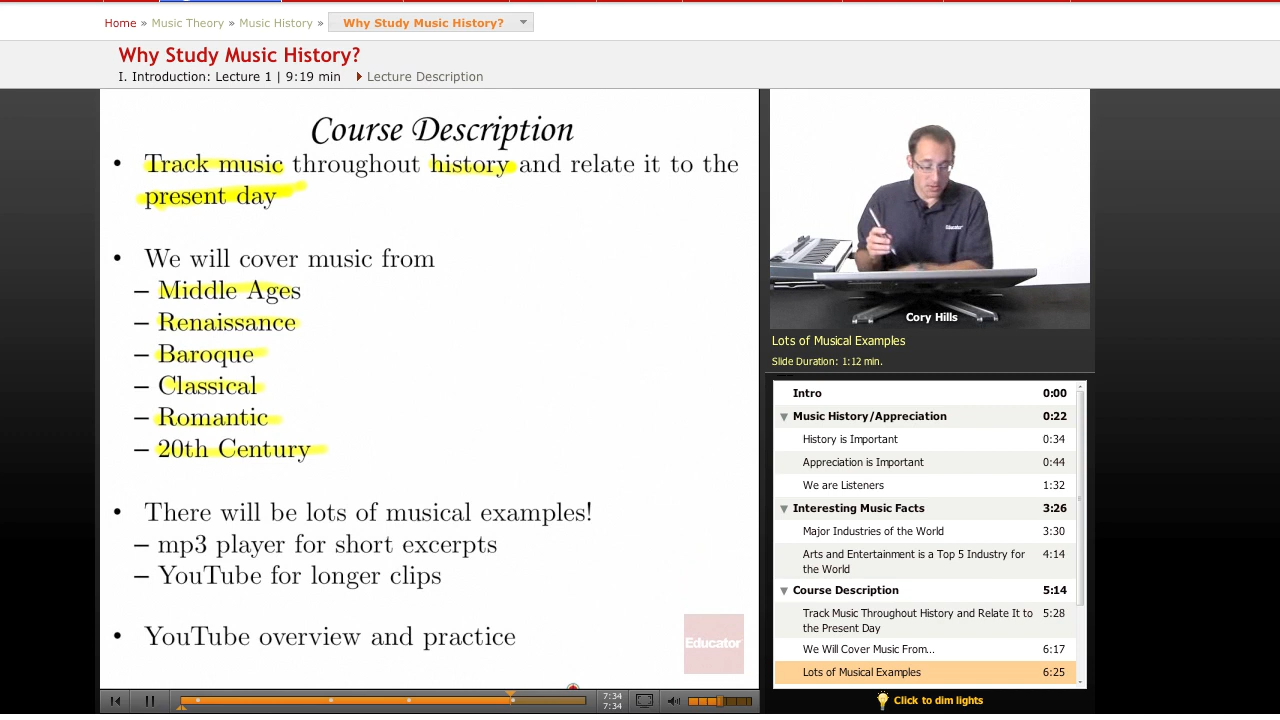 Home » Music Theory » Music History » Why Study Music History?
Why Study Music History?
I. Introduction: Lecture 1 | 9:19 min Lecture Description
Course Description
• Track music throughout history and relate it to the
present day
• We will cover music from
– Middle Ages
– Renaissance
– Baroque
– Classical
– Romantic
– 20th Century
• There will be lots of musical examples!
– mp3 player for short excerpts
– YouTube for longer clips
• YouTube overview and practice
Educator
7:34
7:34
Educator
Cory Hills
Lots of Musical Examples
Slide Duration: 1:12 min.
Intro 0:00
Music History/Appreciation 0:22
History is Important 0:34
Appreciation is Important 0:44
We are Listeners 1:32
Interesting Music Facts 3:26
Major Industries of the World 3:30
Arts and Entertainment is a Top 5 Industry for 4:14
the World
Course Description 5:14
Track Music Throughout History and Relate It to 5:28
the Present Day
We Will Cover Music From... 6:17
Lots of Musical Examples 6:25
Click to dim lights